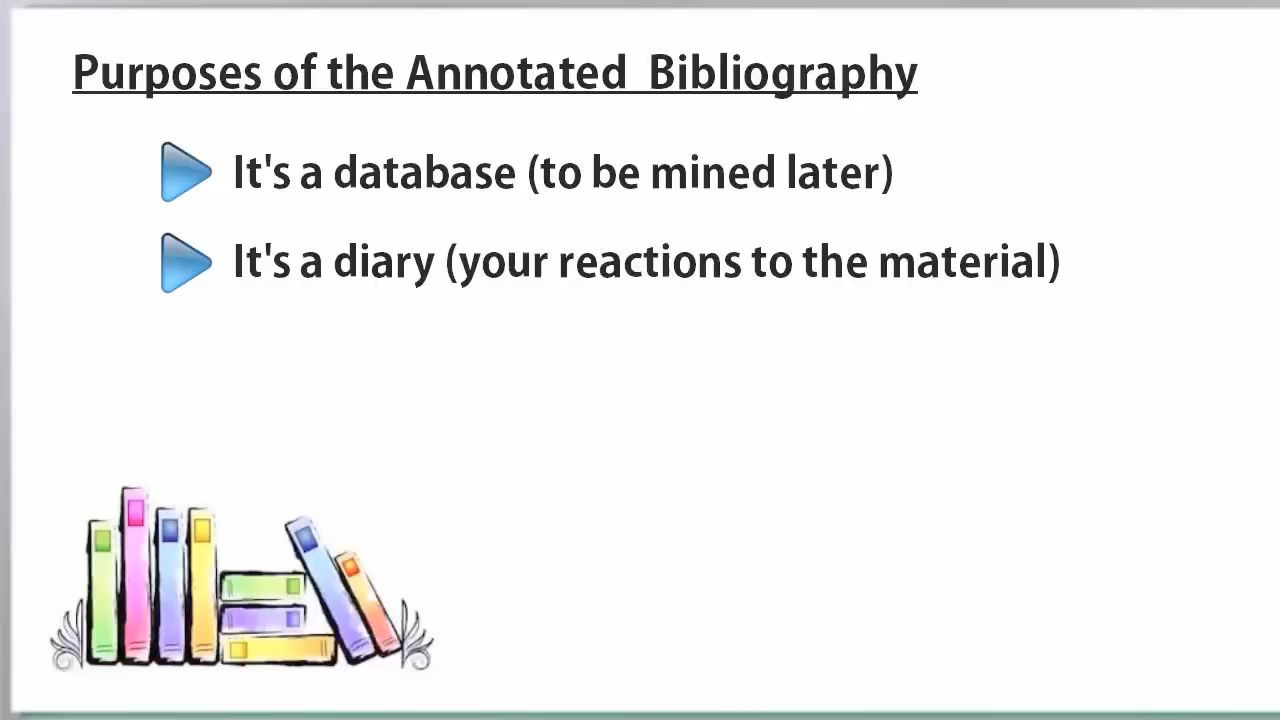 Purposes of the Annotated Bibliography
It's a database (to be mined later)
It's a diary (your reactions to the material)